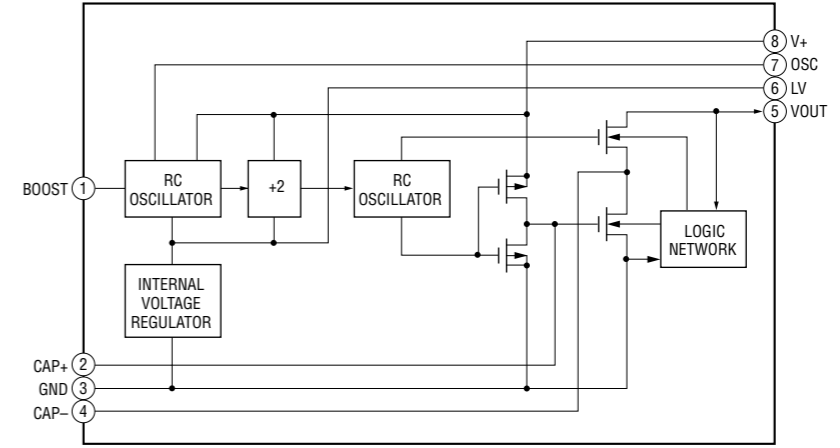 8 V+
7 OSC
6 LV
5 VOUT
BOOST 1
RC
OSCILLATOR
+2
RC
OSCILLATOR
LOGIC
NETWORK
INTERNAL
VOLTAGE
REGULATOR
CAP+ 2
GND 3
CAP– 4